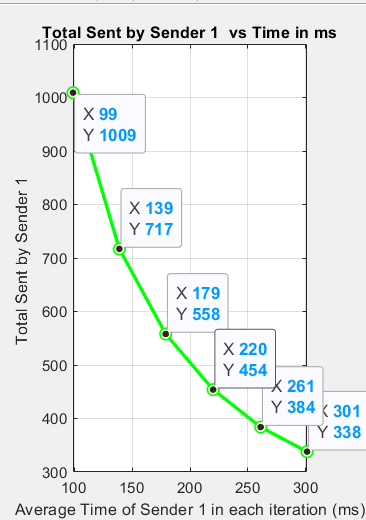 Total Sent by Sender 1  vs Time in ms
1100
1000
900
800
700
600
500
400
300
Total Sent by Sender 1
X 99
Y 1009
X 139
Y 717
X 179
Y 558
X 220
Y 454
X 261
Y 384
X 301
Y 338
100
150
200
250
300
Average Time of Sender 1 in each iteration (ms)